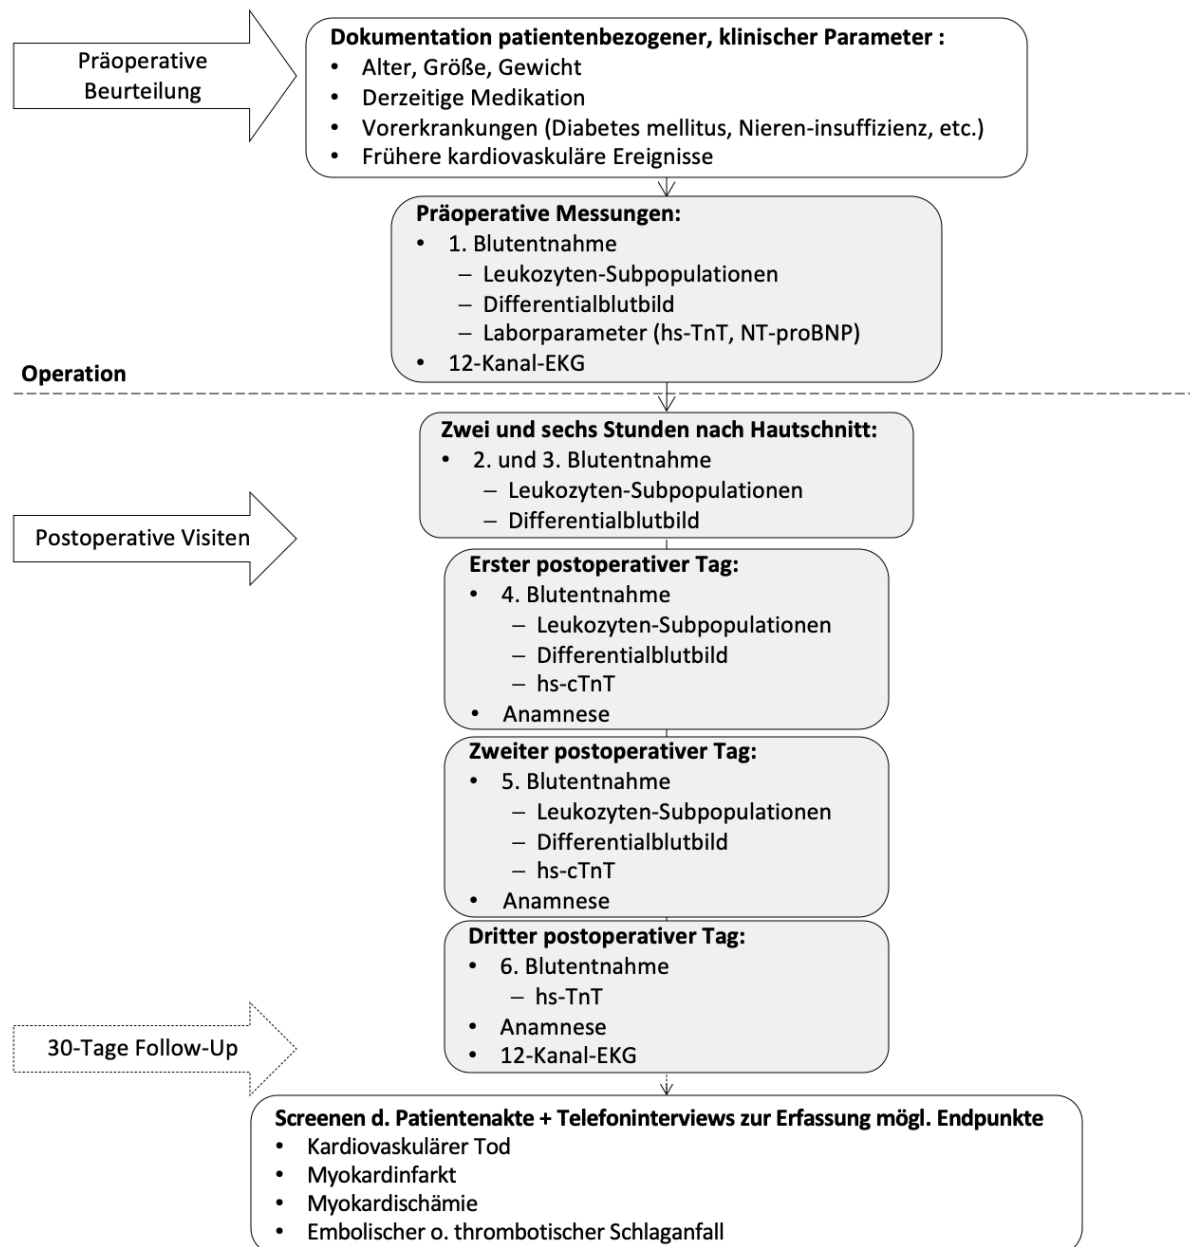 Präoperative
Beurteilung
Dokumentation patientenbezogener, klinischer Parameter :
• Alter, Größe, Gewicht
• Derzeitige Medikation
• Vorerkrankungen (Diabetes mellitus, Nieren-insuffizienz, etc.)
• Frühere kardiovaskuläre Ereignisse
Präoperative Messungen:
• 1. Blutentnahme
– Leukozyten-Subpopulationen
– Differentialblutbild
– Laborparameter (hs-TnT, NT-proBNP)
• 12-Kanal-EKG
Operation
Zwei und sechs Stunden nach Hautschnitt:
• 2. und 3. Blutentnahme
– Leukozyten-Subpopulationen
– Differentialblutbild
Postoperative Visiten
Erster postoperativer Tag:
• 4. Blutentnahme
– Leukozyten-Subpopulationen
– Differentialblutbild
– hs-cTnT
• Anamnese
Zweiter postoperativer Tag:
• 5. Blutentnahme
– Leukozyten-Subpopulationen
– Differentialblutbild
– hs-cTnT
• Anamnese
Dritter postoperativer Tag:
• 6. Blutentnahme
– hs-TnT
• Anamnese
• 12-Kanal-EKG
30-Tage Follow-Up
Screenen d. Patientenakte + Telefoninterviews zur Erfassung mögl. Endpunkte
• Kardiovaskulärer Tod
• Myokardinfarkt
• Myokardischämie
• Embolischer o. thrombotischer Schlaganfall